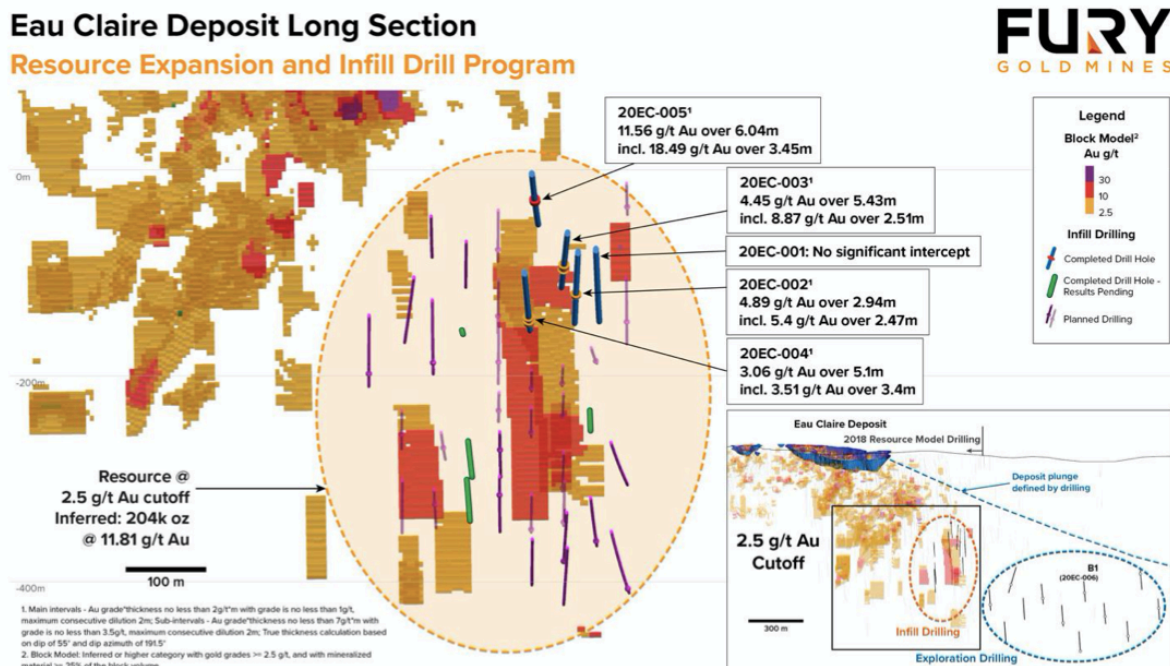 Eau Claire Deposit Long Section
Resource Expansion and Infill Drill Program
FURY
GOLD MINES
20EC-005¹
11.56 g/t Au over 6.04m
incl. 18.49 g/t Au over 3.45m
20EC-003¹
4.45 g/t Au over 5.43m
incl. 8.87 g/t Au over 2.51m
20EC-001: No significant intercept
20EC-002¹
4.89 g/t Au over 2.94m
incl. 5.4 g/t Au over 2.47m
20EC-004¹
3.06 g/t Au over 5.1m
incl. 3.51 g/t Au over 3.4m
Legend
Block Model²
Au g/t
30
10
2.5
Infill Drilling
Completed Drill Hole
Completed Drill Hole -
Results Pending
Planned Drilling
0m
-200m
-400m
Resource @
2.5 g/t Au cutoff
Inferred: 204k oz
@ 11.81 g/t Au
100 m
Eau Claire Deposit
2018 Resource Model Drilling
Deposit plunge
defined by drilling
2.5 g/t Au
Cutoff
300 m
B1
(20EC-006)
Infill Drilling
Exploration Drilling
1. Main intervals - Au grade*thickness no less than 2g/t*m with grade is no less than 1g/t,
maximum consecutive dilution 2m; Sub-intervals - Au grade*thickness no less than 7g/t*m with
grade is no less than 3.5g/t, maximum consecutive dilution 2m; True thickness calculation based
on dip of 55° and dip azimuth of 191.5°
2. Block Model: Inferred or higher category with gold grades >= 2.5 g/t, and with mineralized
material >= 25% of the block volume